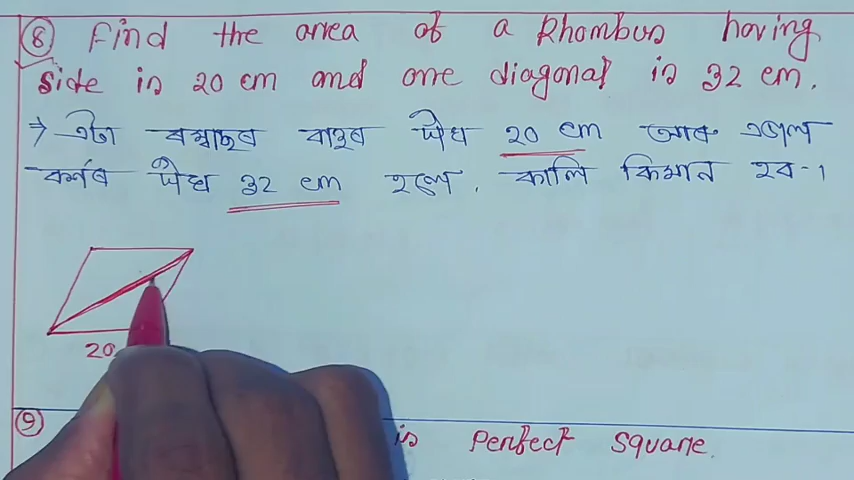 8 Find the area of a Rhombus having
side is 20 cm and one diagonal is 32 cm.
⇒ এটা ৰম্বাছৰ বাহুৰ দৈৰ্ঘ্য 20 cm আৰু এডাল
কৰ্ণৰ দৈৰ্ঘ্য 32 cm হলে, কালি কিমান হব।
20
9 is Perfect Square.